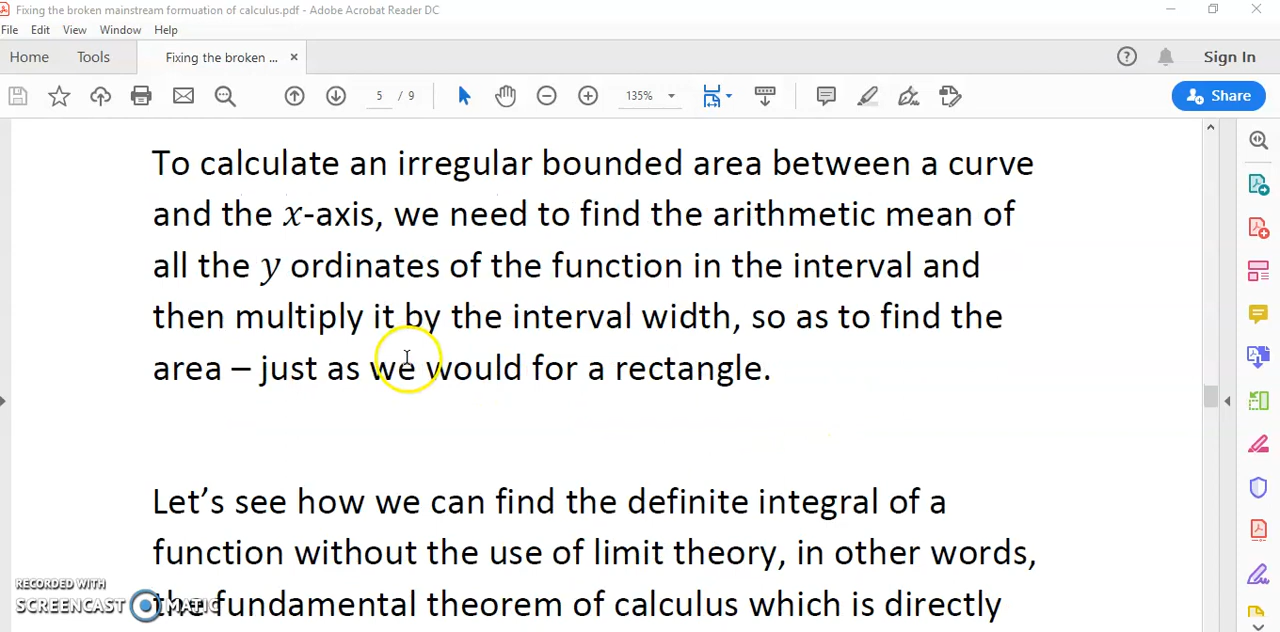 Fixing the broken mainstream formuation of calculus.pdf - Adobe Acrobat Reader DC
File Edit View Window Help
Home Tools Fixing the broken ... × Sign In
5 / 9 135% Share
To calculate an irregular bounded area between a curve
and the x-axis, we need to find the arithmetic mean of
all the y ordinates of the function in the interval and
then multiply it by the interval width, so as to find the
area – just as we would for a rectangle.
Let’s see how we can find the definite integral of a
function without the use of limit theory, in other words,
the fundamental theorem of calculus which is directly
RECORDED WITH
SCREENCAST MATIC